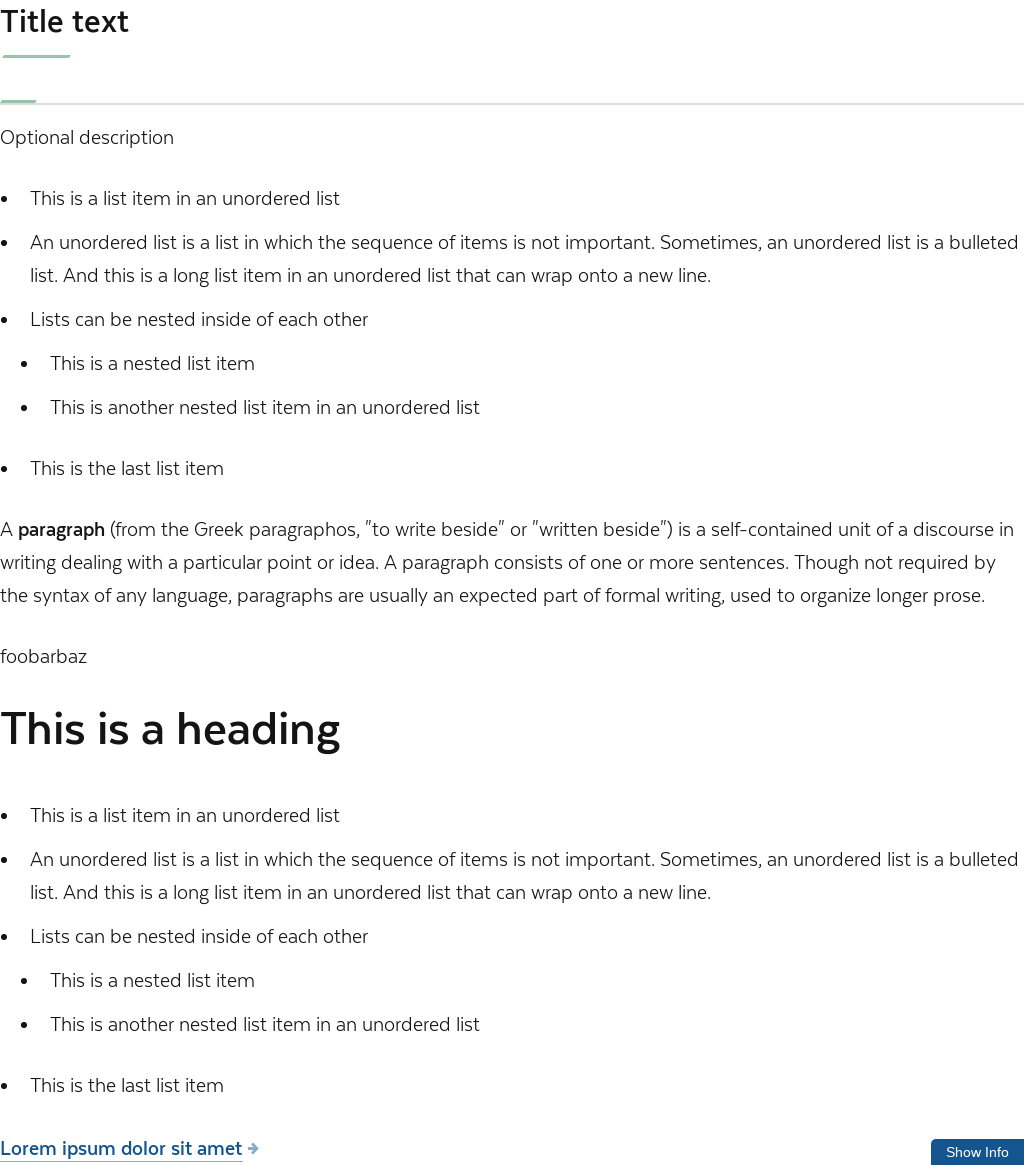 Title text
Optional description
• This is a list item in an unordered list
• An unordered list is a list in which the sequence of items is not important. Sometimes, an unordered list is a bulleted
list. And this is a long list item in an unordered list that can wrap onto a new line.
• Lists can be nested inside of each other
• This is a nested list item
• This is another nested list item in an unordered list
• This is the last list item
A paragraph (from the Greek paragraphos, "to write beside" or "written beside") is a self-contained unit of a discourse in
writing dealing with a particular point or idea. A paragraph consists of one or more sentences. Though not required by
the syntax of any language, paragraphs are usually an expected part of formal writing, used to organize longer prose.
foobarbaz
This is a heading
• This is a list item in an unordered list
• An unordered list is a list in which the sequence of items is not important. Sometimes, an unordered list is a bulleted
list. And this is a long list item in an unordered list that can wrap onto a new line.
• Lists can be nested inside of each other
• This is a nested list item
• This is another nested list item in an unordered list
• This is the last list item
Lorem ipsum dolor sit amet →
Show Info